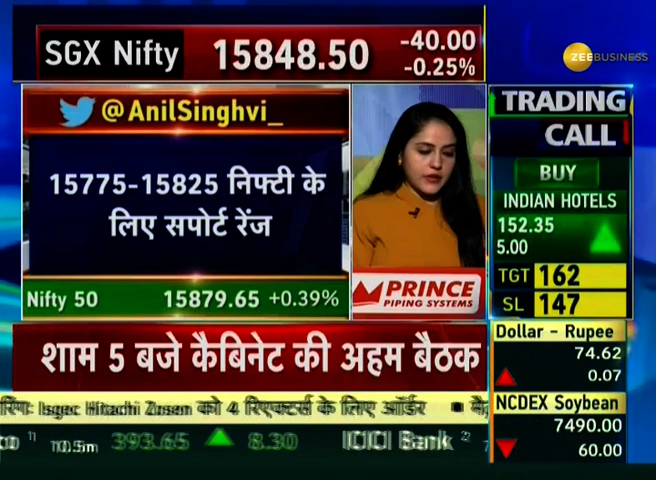 SGX Nifty 15848.50 -40.00
-0.25%
ZEEBUSINESS
@AnilSinghvi_
15775-15825 निफ्टी के
लिए सपोर्ट रेंज
Nifty 50 15879.65 +0.39%
PRINCE
PIPING SYSTEMS
TRADING
CALL
BUY
INDIAN HOTELS
152.35
5.00
TGT 162
SL 147
Dollar - Rupee
74.62
0.07
NCDEX Soybean
7490.00
60.00
शाम 5 बजे कैबिनेट की अहम बैठक
Isgec Hitachi Zosen को 4 रिएक्टर्स के लिए ऑर्डर
393.65 8.30 ICICI Bank